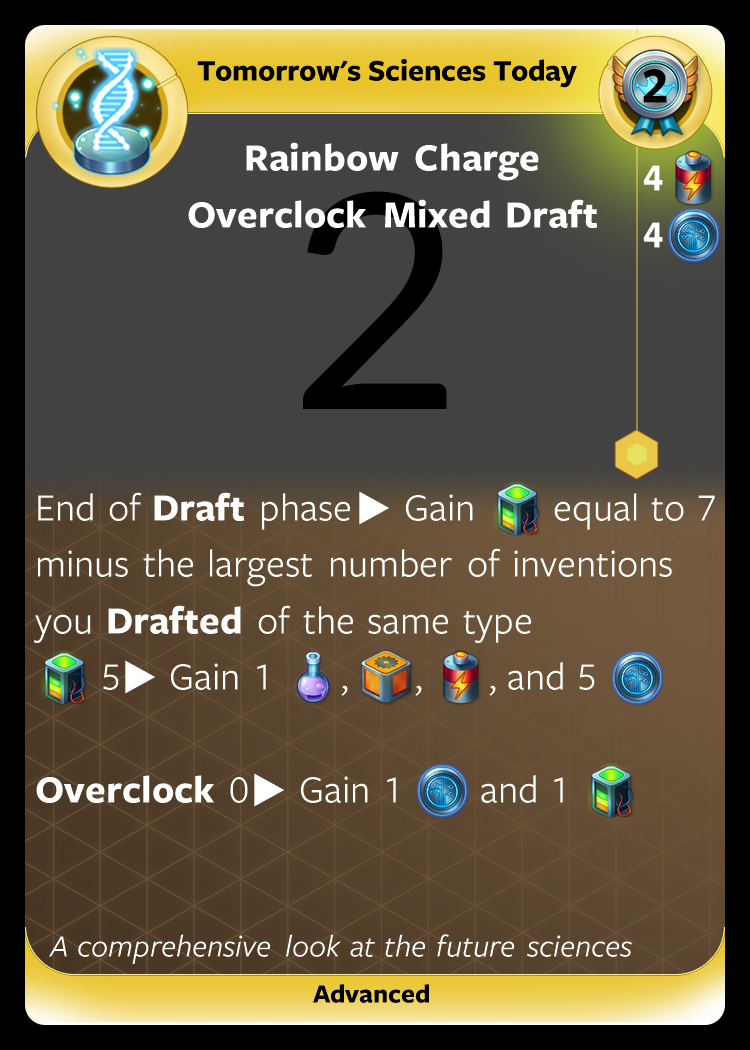 Tomorrow's Sciences Today
2
Rainbow Charge
4
Overclock Mixed Draft
4
2
End of Draft phase▶ Gain equal to 7
minus the largest number of inventions
you Drafted of the same type
5▶ Gain 1 , , , and 5
Overclock 0▶ Gain 1 and 1
A comprehensive look at the future sciences
Advanced